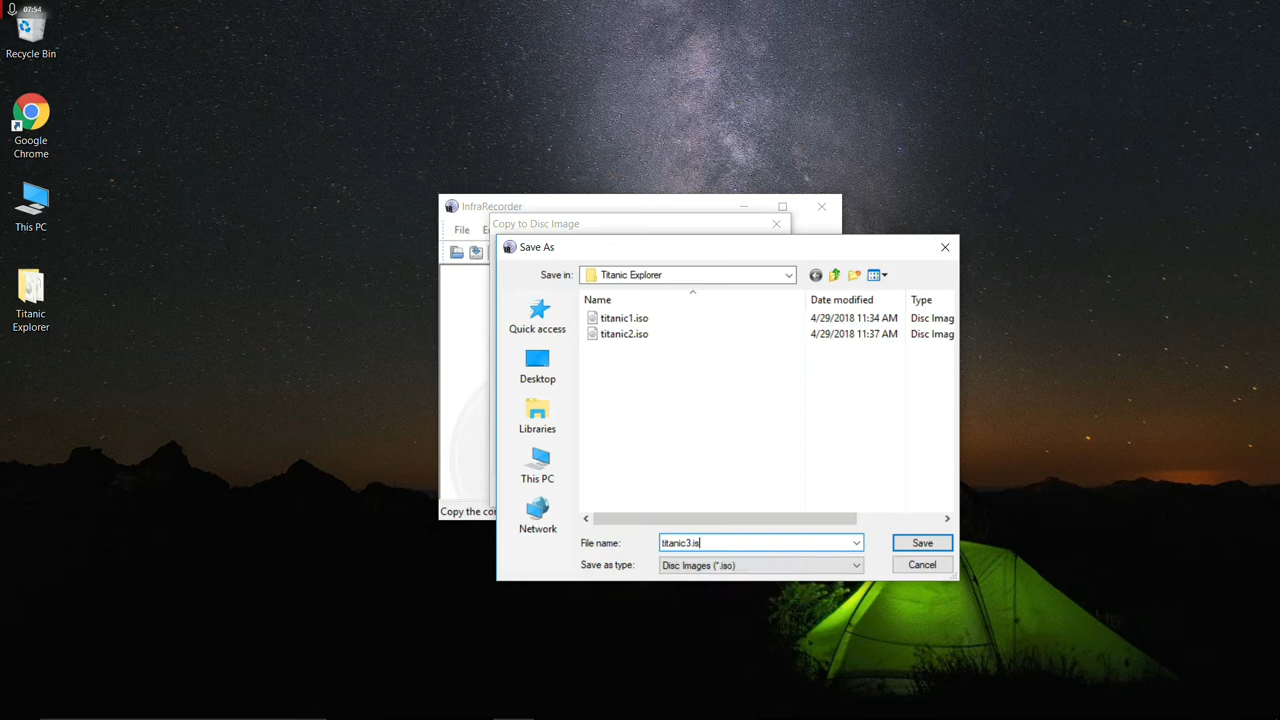 07:54
Recycle Bin
Google
Chrome
This PC
Titanic
Explorer
InfraRecorder
File E
Copy to Disc Image
Save As
Save in: Titanic Explorer
Name Date modified Type
titanic1.iso 4/29/2018 11:34 AM Disc Imag
titanic2.iso 4/29/2018 11:37 AM Disc Imag
Quick access
Desktop
Libraries
This PC
Network
Copy the co
File name: titanic3.is Save
Save as type: Disc Images (*.iso) Cancel